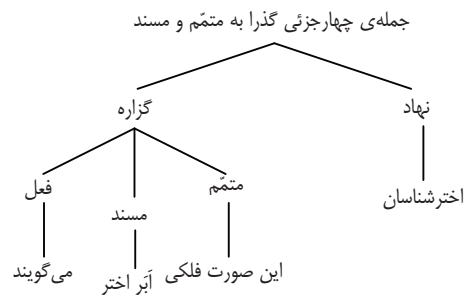 جمله‌ی چهارجزئی گذرا به متمّم و مسند
نهاد
گزاره
اخترشناسان
متمّم
مسند
فعل
این صورت فلکی
اَبَر اختر
می‌گویند